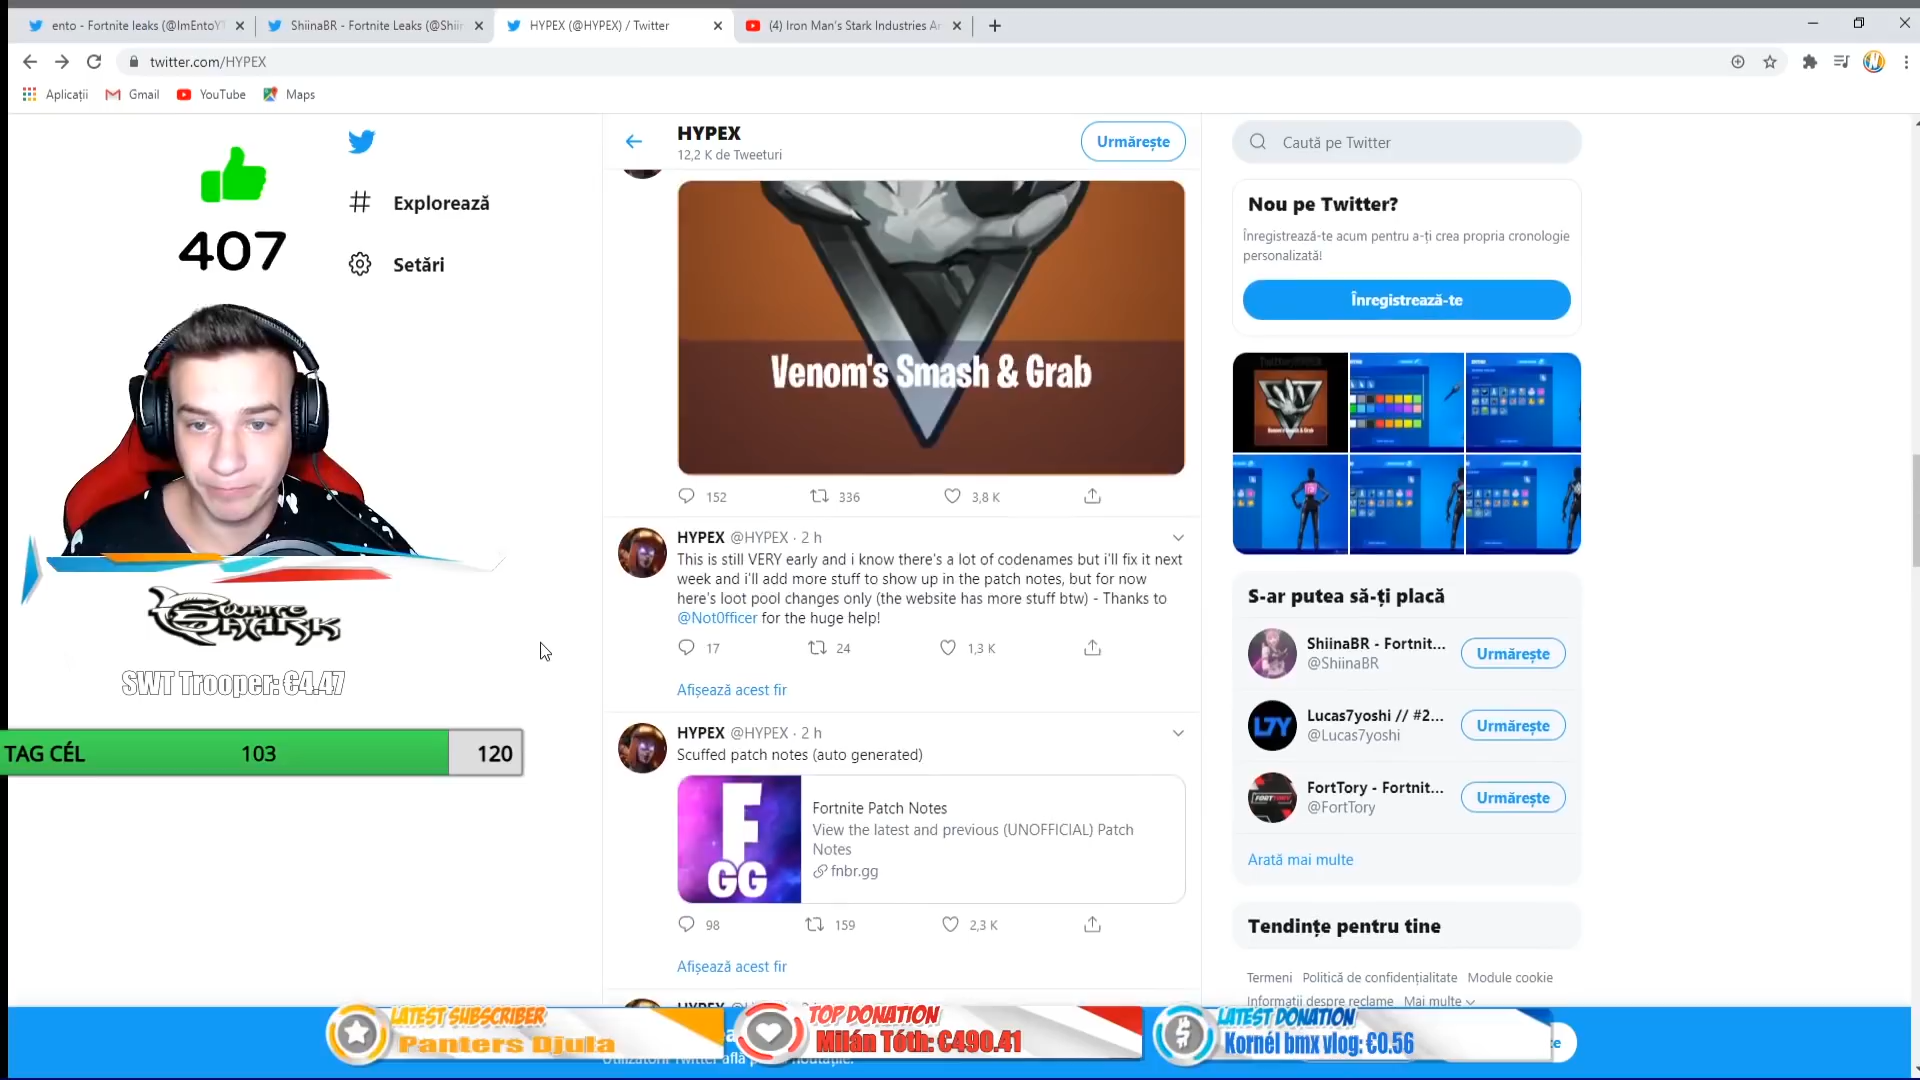 ento - Fortnite leaks (@ImEntoYT
ShiinaBR - Fortnite Leaks (@Shiin
HYPEX (@HYPEX) / Twitter
(4) Iron Man's Stark Industries Ar
twitter.com/HYPEX
Aplicații
Gmail
YouTube
Maps
407
Explorează
Setări
SHARK
SWT Trooper: €4.47
TAG CÉL
103
120
HYPEX
12,2 K de Tweeturi
Urmărește
Venom's Smash & Grab
152
336
3,8 K
HYPEX @HYPEX · 2 h
This is still VERY early and i know there's a lot of codenames but i'll fix it next
week and i'll add more stuff to show up in the patch notes, but for now
here's loot pool changes only (the website has more stuff btw) - Thanks to
@Not0fficer for the huge help!
17
24
1,3 K
Afișează acest fir
HYPEX @HYPEX · 2 h
Scuffed patch notes (auto generated)
F
GG
Fortnite Patch Notes
View the latest and previous (UNOFFICIAL) Patch
Notes
fnbr.gg
98
159
2,3 K
Afișează acest fir
Caută pe Twitter
Nou pe Twitter?
Înregistrează-te acum pentru a-ți crea propria cronologie
personalizată!
Înregistrează-te
Venom's Smash & Grab
S-ar putea să-ți placă
ShiinaBR - Fortnit...
@ShiinaBR
Urmărește
L7Y
Lucas7yoshi // #2...
@Lucas7yoshi
Urmărește
FORTTORY
FortTory - Fortnit...
@FortTory
Urmărește
Arată mai multe
Tendințe pentru tine
Termeni Politică de confidențialitate Module cookie
Informații despre reclame Mai multe
LATEST SUBSCRIBER
Panters Djula
TOP DONATION
Milán Tóth: €490.41
LATEST DONATION
Kornél bmx vlog: €0.56